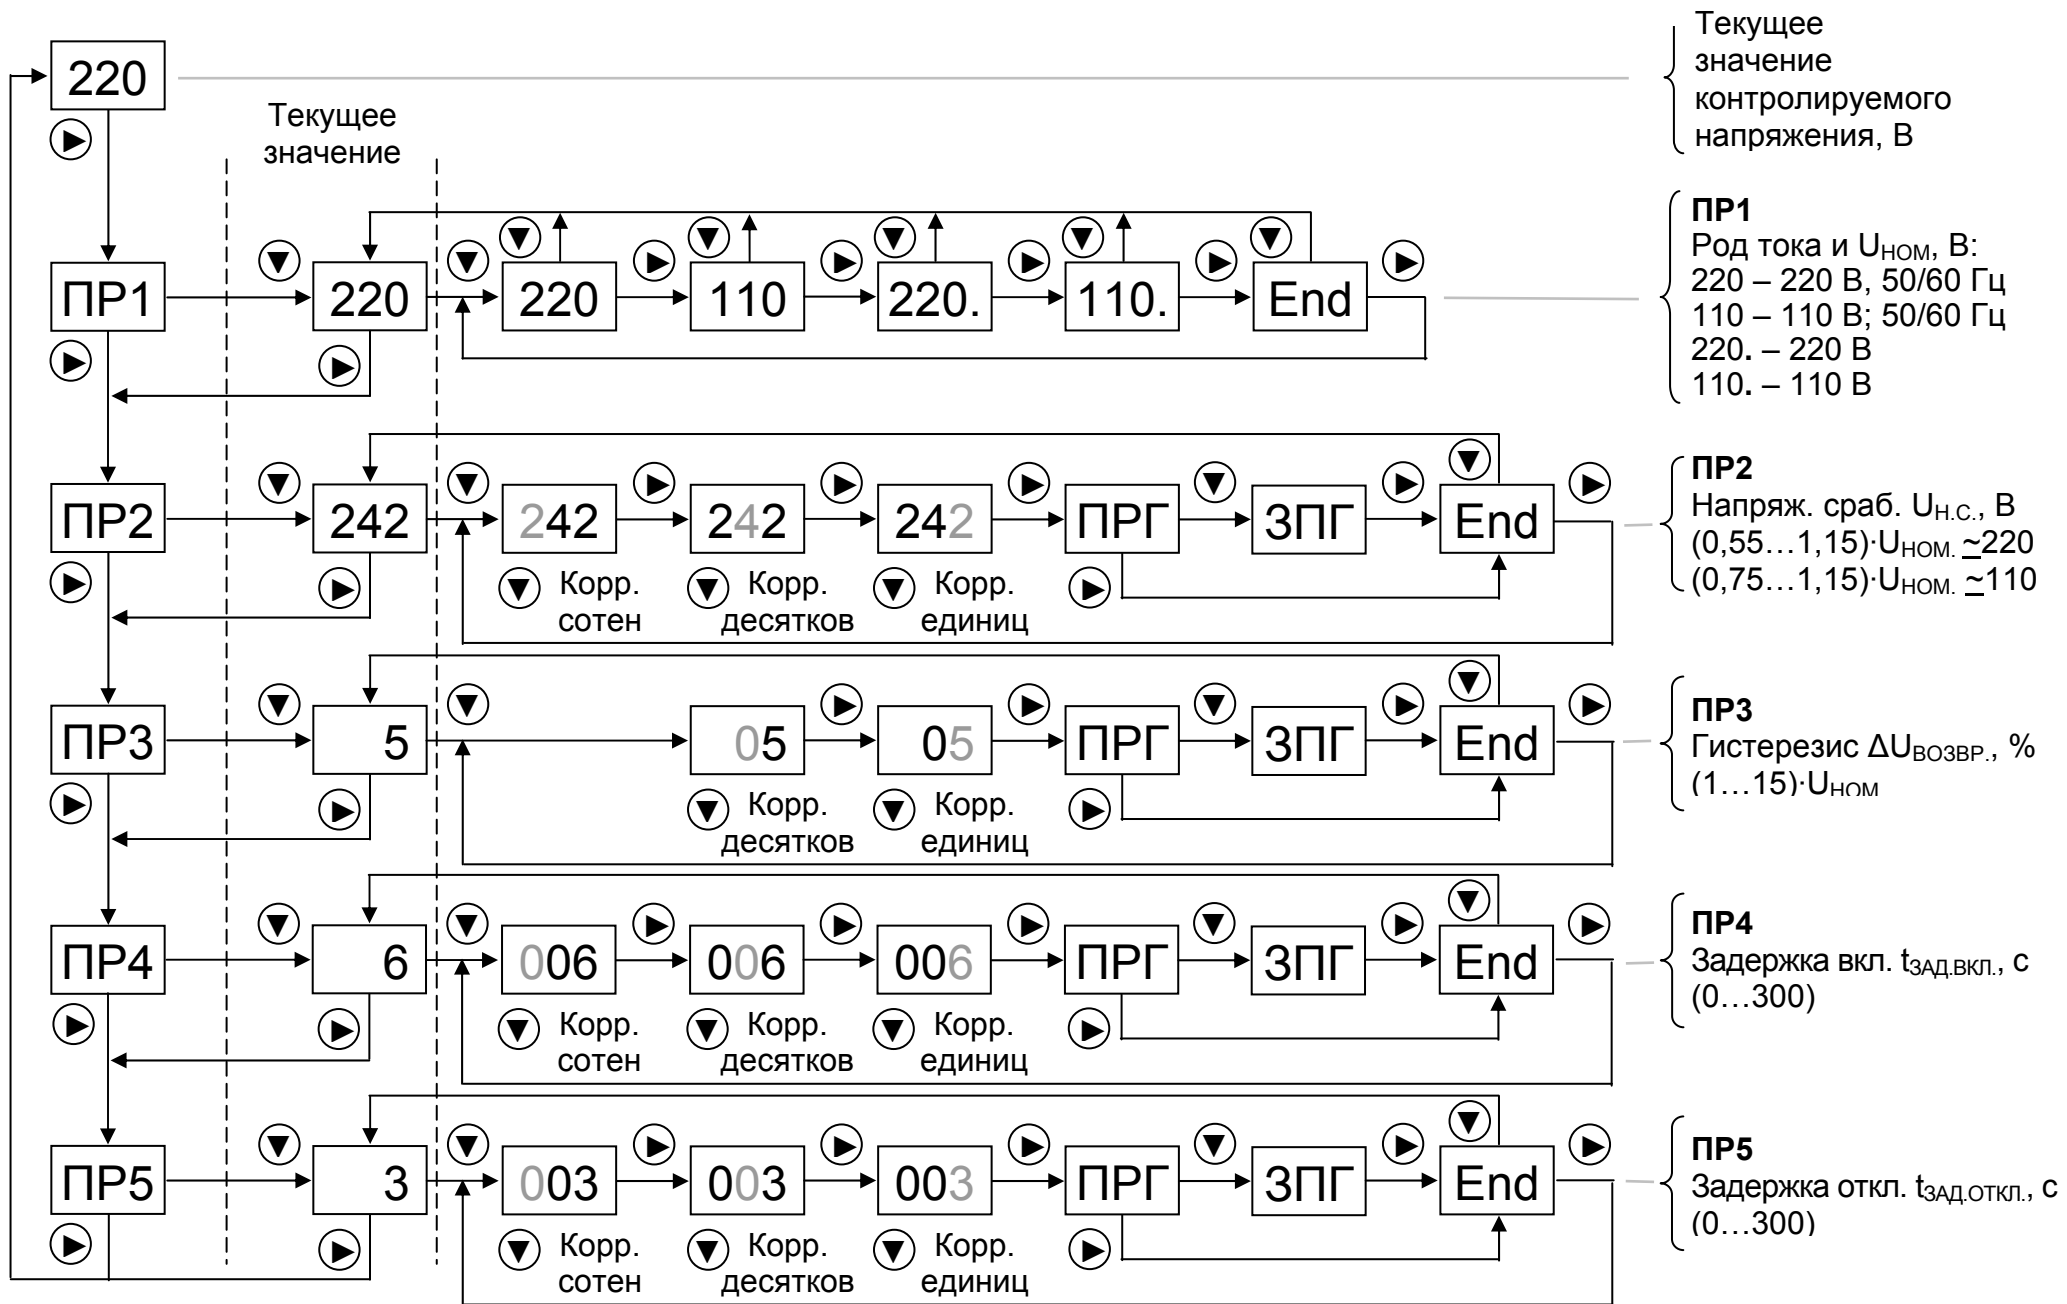 220
Текущее
значение
контролируемого
напряжения, В
Текущее
значение
ПР1 220 220 110 220. 110. End
ПР1
Род тока и UНОМ, В:
220 – 220 В, 50/60 Гц
110 – 110 В; 50/60 Гц
220. – 220 В
110. – 110 В
ПР2 242 242 242 242 ПРГ ЗПГ End
Корр.
сотен
Корр.
десятков
Корр.
единиц
ПР2
Напряж. сраб. UН.С., В
(0,55…1,15)·UНОМ. ~220
(0,75…1,15)·UНОМ. ~110
ПР3 5 05 05 ПРГ ЗПГ End
Корр.
десятков
Корр.
единиц
ПР3
Гистерезис ΔUВОЗВР., %
(1…15)·UНОМ
ПР4 6 006 006 006 ПРГ ЗПГ End
Корр.
сотен
Корр.
десятков
Корр.
единиц
ПР4
Задержка вкл. tЗАД.ВКЛ., с
(0…300)
ПР5 3 003 003 003 ПРГ ЗПГ End
Корр.
сотен
Корр.
десятков
Корр.
единиц
ПР5
Задержка откл. tЗАД.ОТКЛ., с
(0…300)